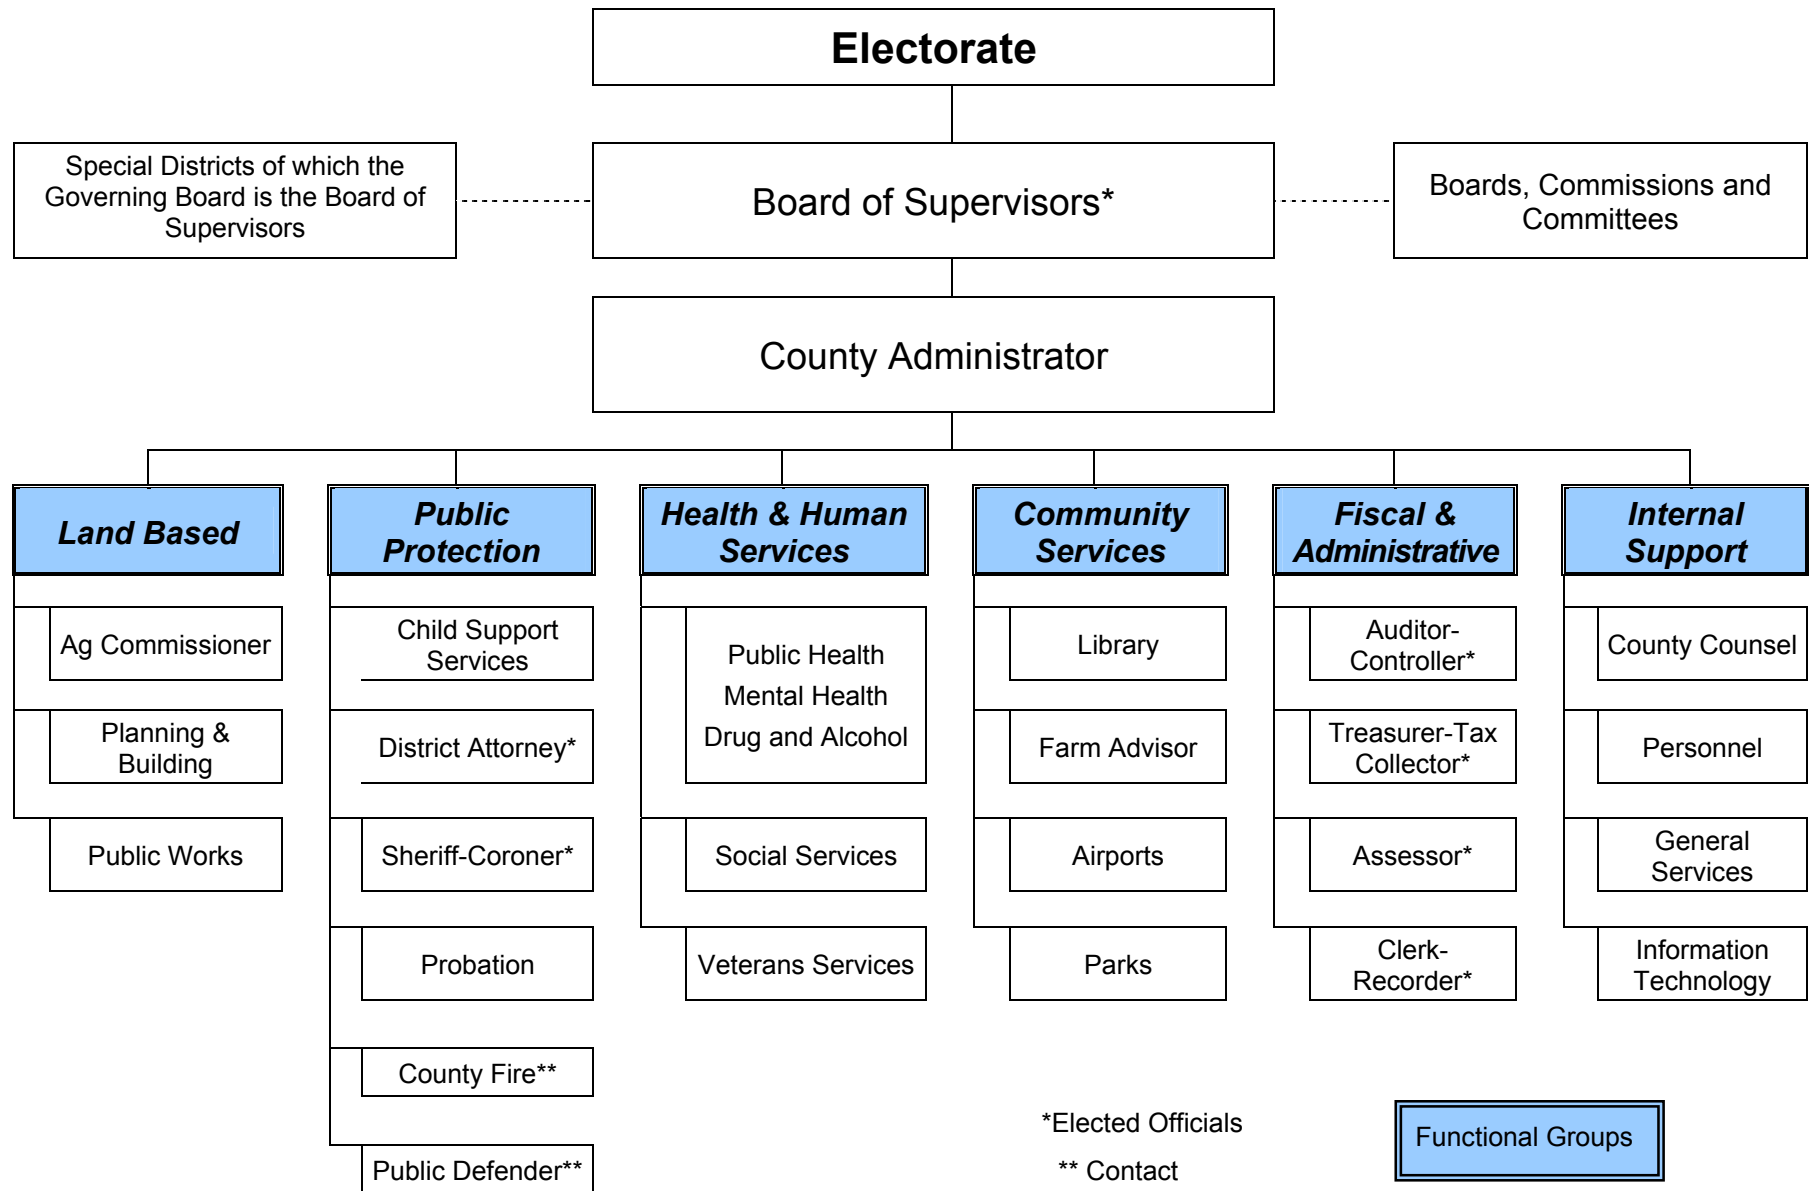 Electorate
Special Districts of which the
Governing Board is the Board of
Supervisors
Board of Supervisors*
Boards, Commissions and
Committees
County Administrator
Land Based
Public
Protection
Health & Human
Services
Community
Services
Fiscal &
Administrative
Internal
Support
Ag Commissioner
Planning &
Building
Public Works
Child Support
Services
District Attorney*
Sheriff-Coroner*
Probation
County Fire**
Public Defender**
Public Health
Mental Health
Drug and Alcohol
Social Services
Veterans Services
Library
Farm Advisor
Airports
Parks
Auditor-
Controller*
Treasurer-Tax
Collector*
Assessor*
Clerk-
Recorder*
County Counsel
Personnel
General
Services
Information
Technology
*Elected Officials
** Contact
Functional Groups